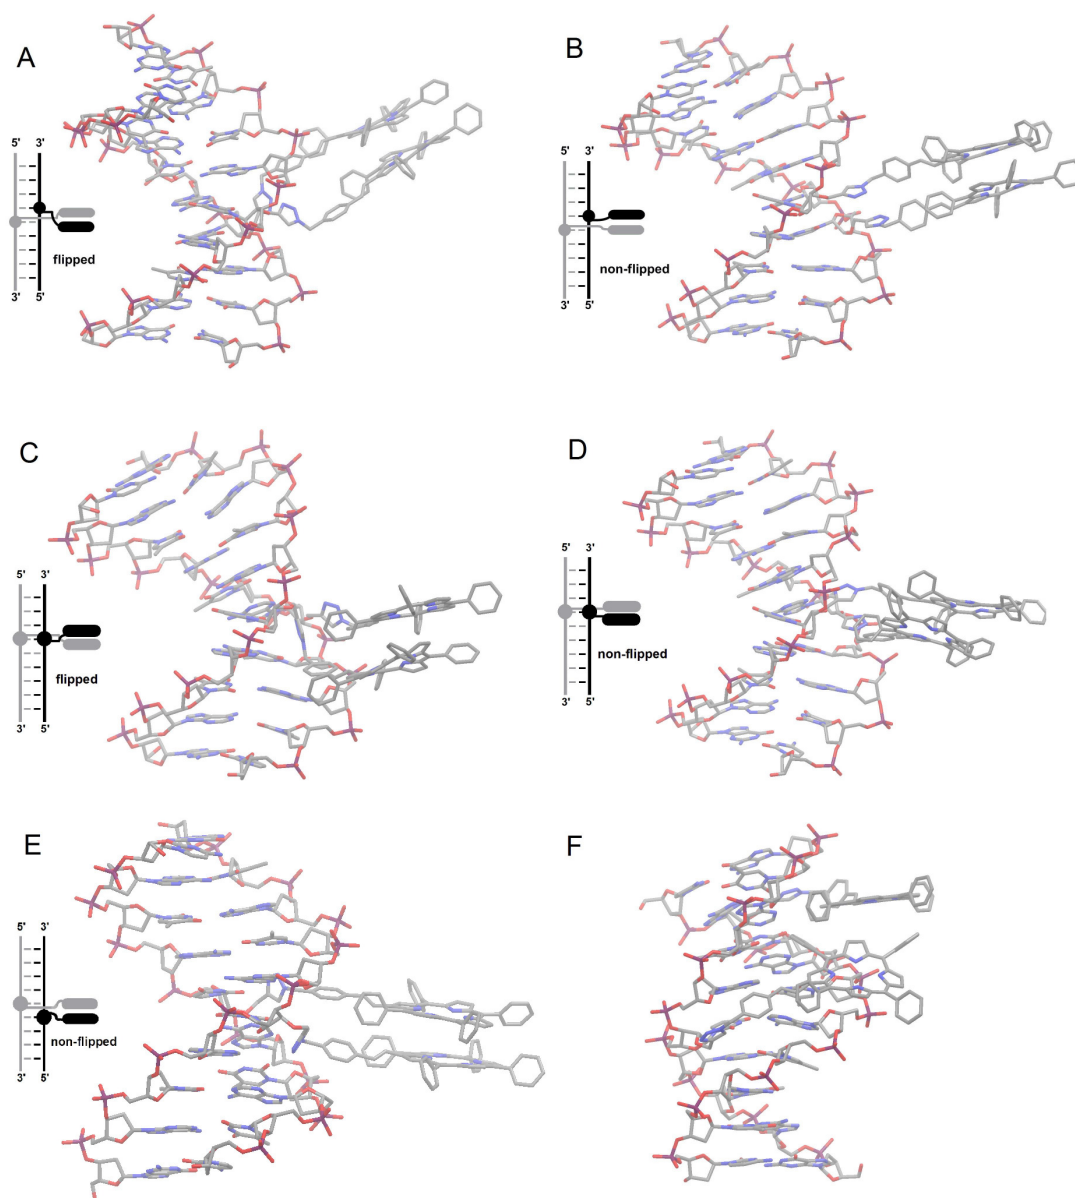 A
5' 3'
flipped
3' 5'
B
5' 3'
non-flipped
3' 5'
C
5' 3'
flipped
3' 5'
D
5' 3'
non-flipped
3' 5'
E
5' 3'
non-flipped
3' 5'
F